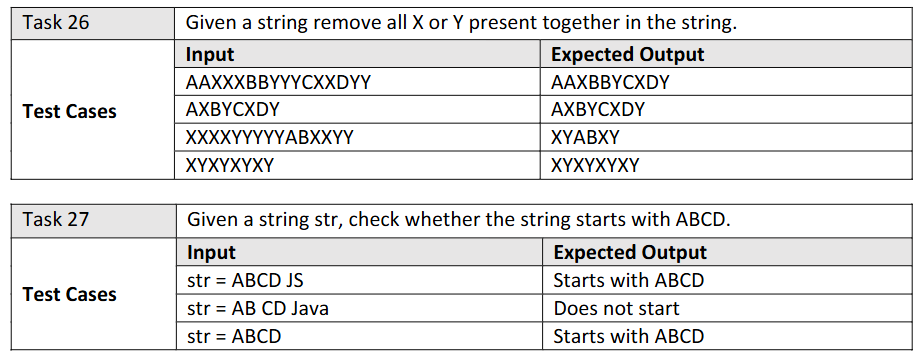 Task 26 Given a string remove all X or Y present together in the string.
Input Expected Output
AAXXXBBYYYCXXDYY AAXBBYCXDY
Test Cases
AXBYCXDY AXBYCXDY
XXXXYYYYYABXXYY XYABXY
XYXYXYXY XYXYXYXY
Task 27 Given a string str, check whether the string starts with ABCD.
Input Expected Output
str = ABCD JS Starts with ABCD
Test Cases
str = AB CD Java Does not start
str = ABCD Starts with ABCD